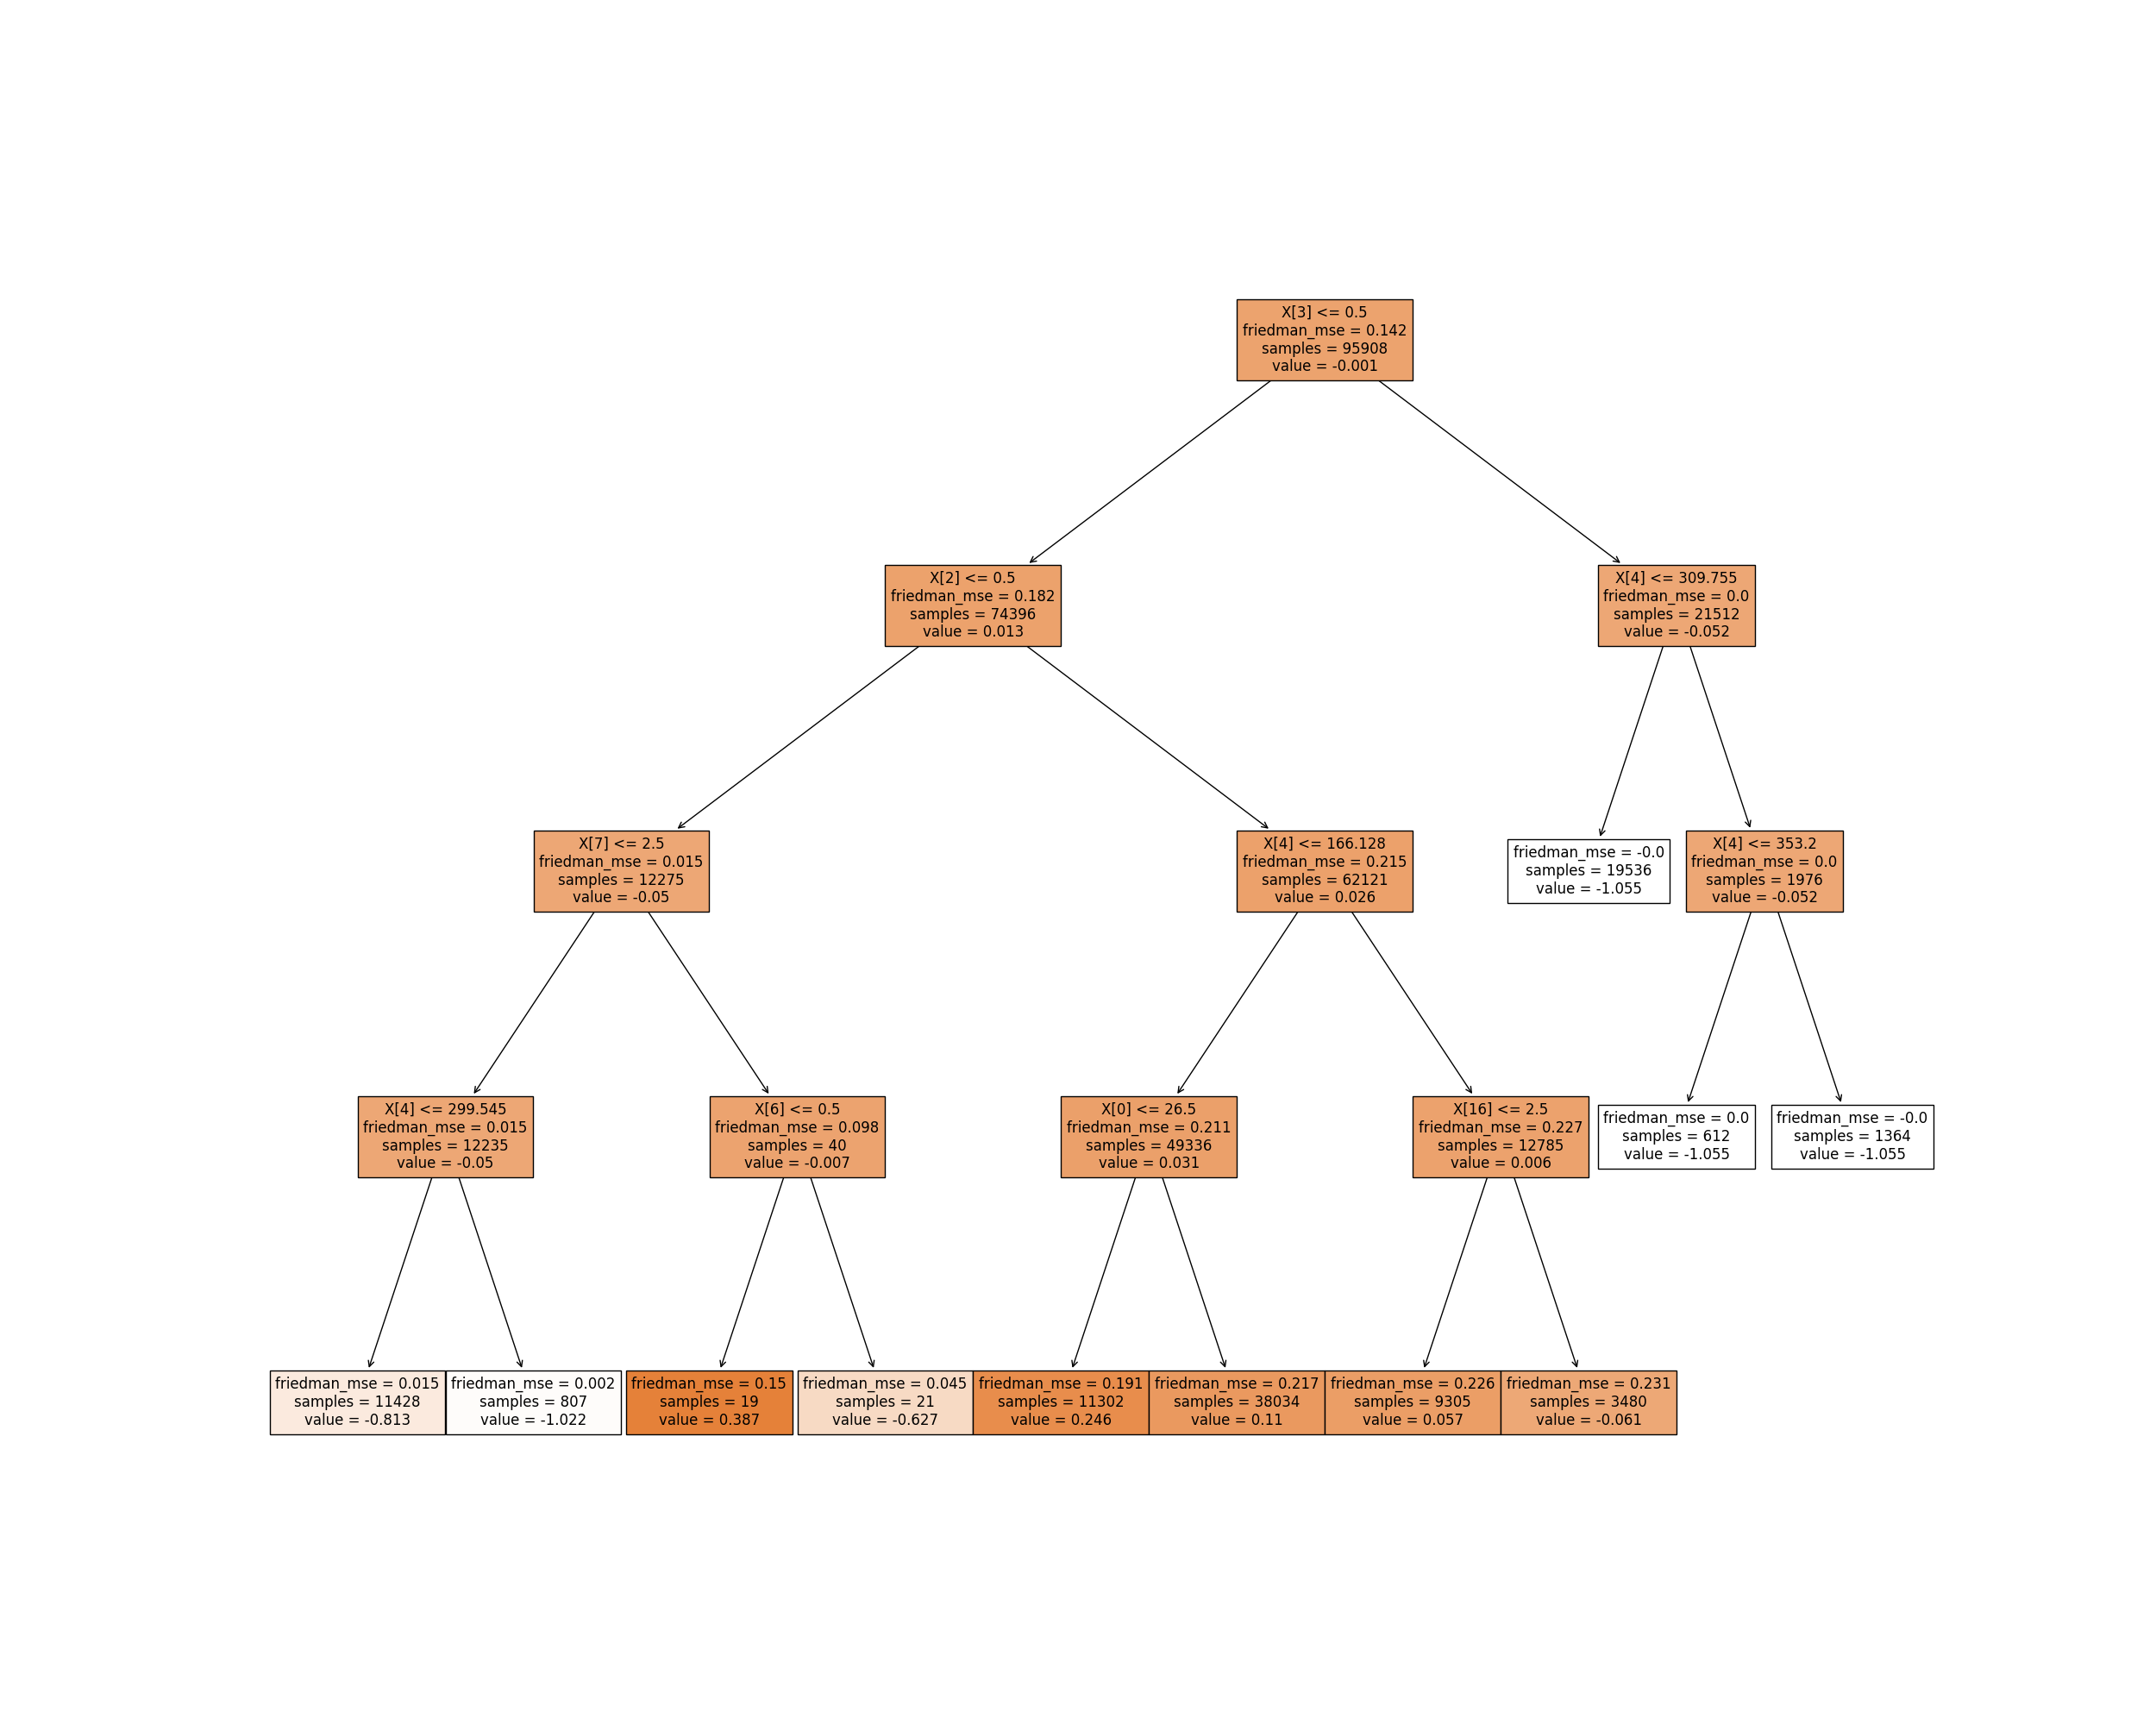 X[3] <= 0.5
friedman_mse = 0.142
samples = 95908
value = -0.001
X[2] <= 0.5
friedman_mse = 0.182
samples = 74396
value = 0.013
X[4] <= 309.755
friedman_mse = 0.0
samples = 21512
value = -0.052
X[7] <= 2.5
friedman_mse = 0.015
samples = 12275
value = -0.05
X[4] <= 166.128
friedman_mse = 0.215
samples = 62121
value = 0.026
friedman_mse = -0.0
samples = 19536
value = -1.055
X[4] <= 353.2
friedman_mse = 0.0
samples = 1976
value = -0.052
X[4] <= 299.545
friedman_mse = 0.015
samples = 12235
value = -0.05
X[6] <= 0.5
friedman_mse = 0.098
samples = 40
value = -0.007
X[0] <= 26.5
friedman_mse = 0.211
samples = 49336
value = 0.031
X[16] <= 2.5
friedman_mse = 0.227
samples = 12785
value = 0.006
friedman_mse = 0.0
samples = 612
value = -1.055
friedman_mse = -0.0
samples = 1364
value = -1.055
friedman_mse = 0.015
samples = 11428
value = -0.813
friedman_mse = 0.002
samples = 807
value = -1.022
friedman_mse = 0.15
samples = 19
value = 0.387
friedman_mse = 0.045
samples = 21
value = -0.627
friedman_mse = 0.191
samples = 11302
value = 0.246
friedman_mse = 0.217
samples = 38034
value = 0.11
friedman_mse = 0.226
samples = 9305
value = 0.057
friedman_mse = 0.231
samples = 3480
value = -0.061